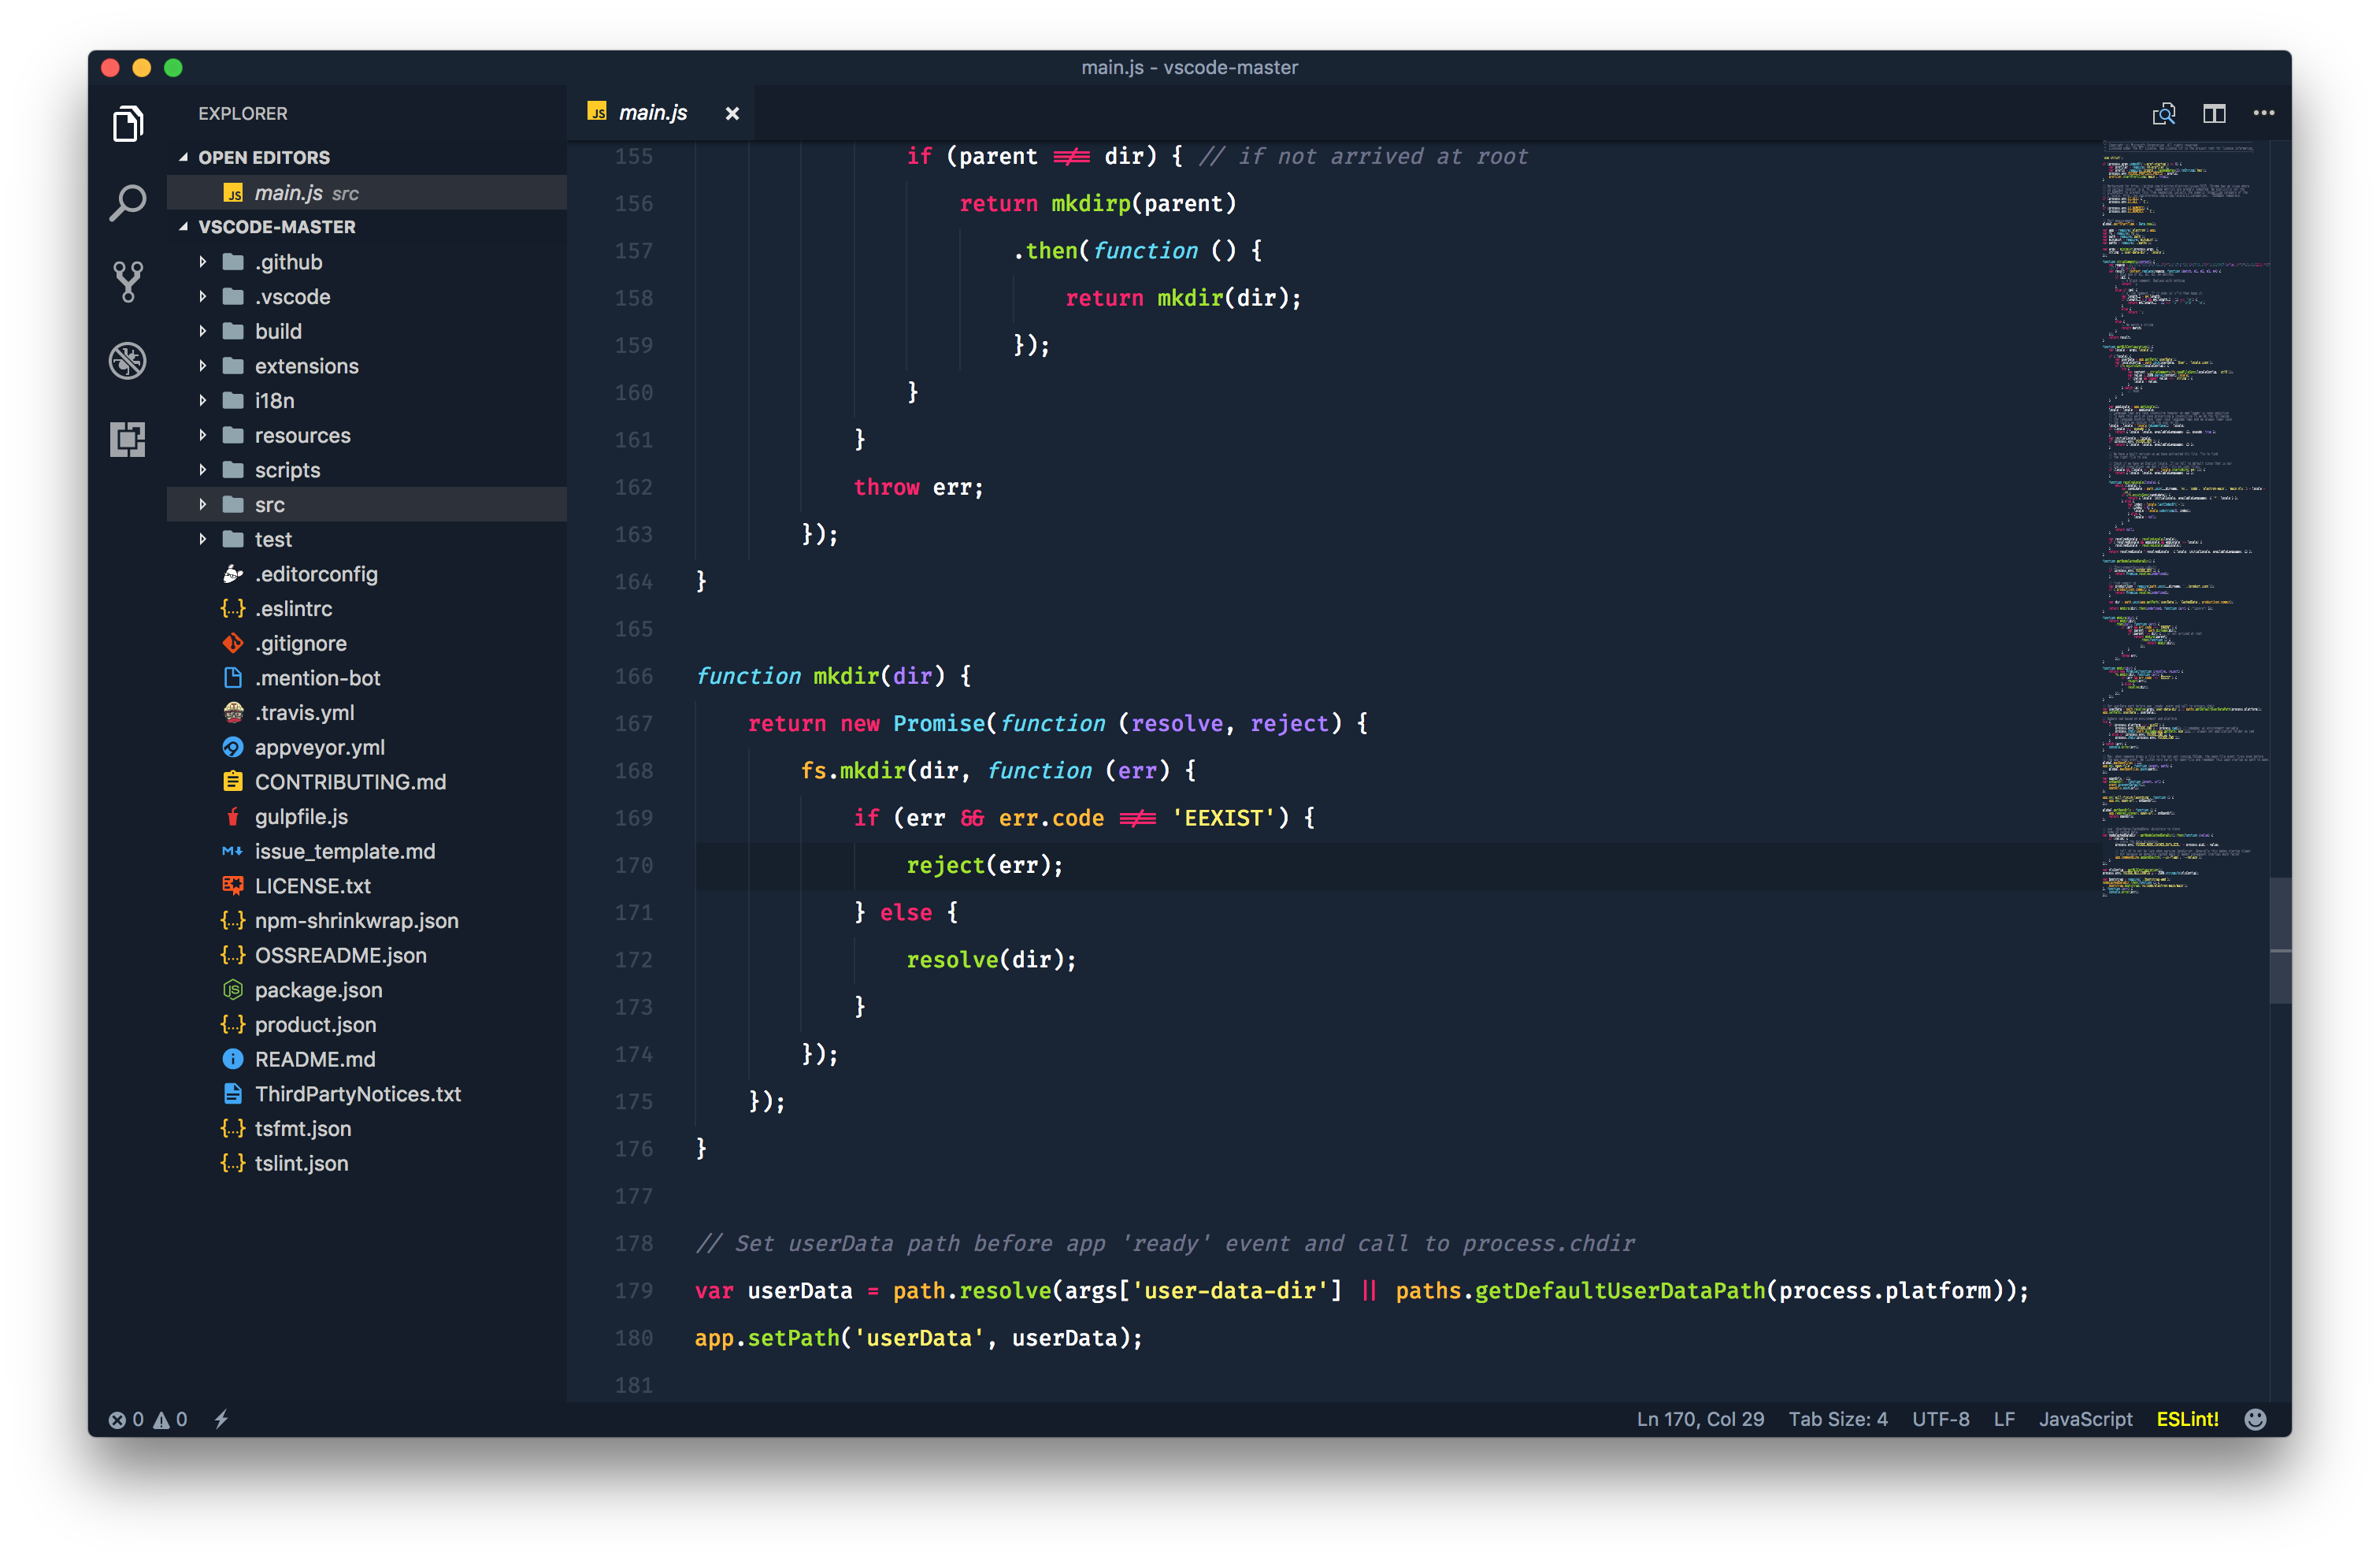 main.js - vscode-master
EXPLORER
OPEN EDITORS
main.js src
VSCODE-MASTER
.github
.vscode
build
extensions
i18n
resources
scripts
src
test
.editorconfig
.eslintrc
.gitignore
.mention-bot
.travis.yml
appveyor.yml
CONTRIBUTING.md
gulpfile.js
issue_template.md
LICENSE.txt
npm-shrinkwrap.json
OSSREADME.json
package.json
product.json
README.md
ThirdPartyNotices.txt
tsfmt.json
tslint.json
JS main.js
155 if (parent !== dir) { // if not arrived at root
156 return mkdirp(parent)
157 .then(function () {
158 return mkdir(dir);
159 });
160 }
161 }
162 throw err;
163 });
164 }
165
166 function mkdir(dir) {
167 return new Promise(function (resolve, reject) {
168 fs.mkdir(dir, function (err) {
169 if (err && err.code !== 'EEXIST') {
170 reject(err);
171 } else {
172 resolve(dir);
173 }
174 });
175 });
176 }
177
178 // Set userData path before app 'ready' event and call to process.chdir
179 var userData = path.resolve(args['user-data-dir'] || paths.getDefaultUserDataPath(process.platform));
180 app.setPath('userData', userData);
181
0 0
Ln 170, Col 29 Tab Size: 4 UTF-8 LF JavaScript ESLint!